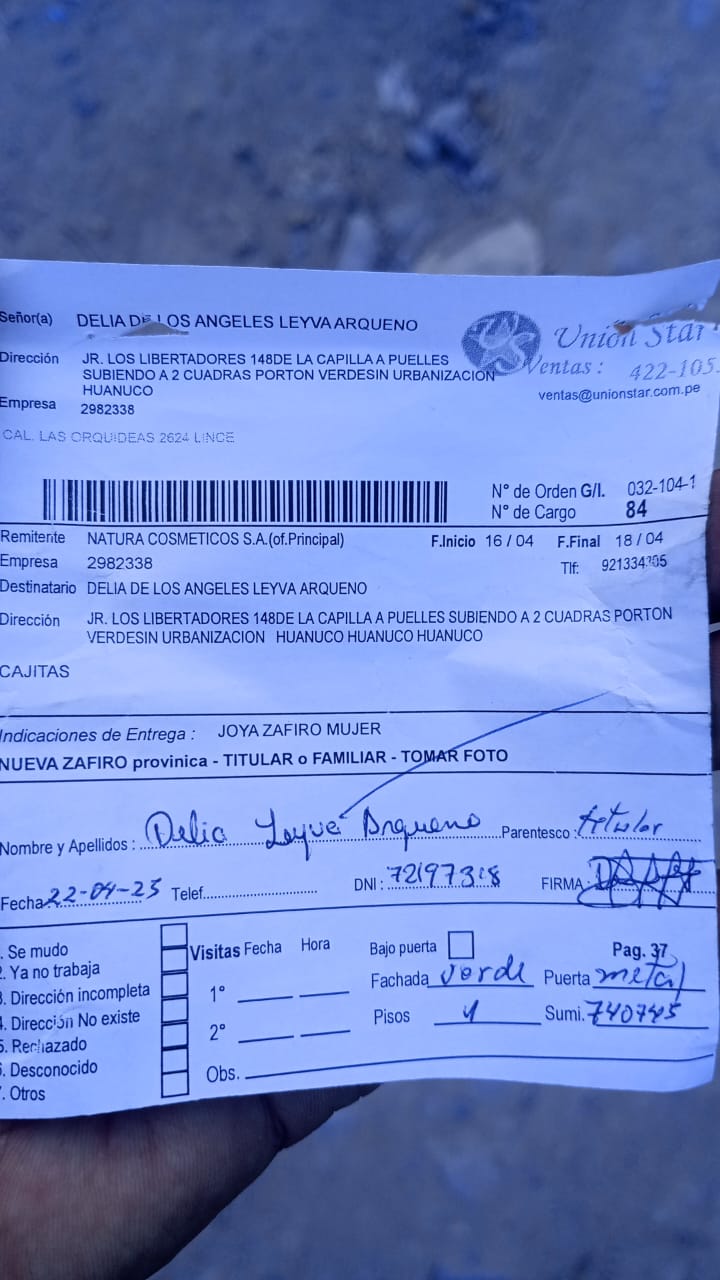 Señor(a) DELIA DE LOS ANGELES LEYVA ARQUENO
Union Star
Dirección JR. LOS LIBERTADORES 148DE LA CAPILLA A PUELLES
SUBIENDO A 2 CUADRAS PORTON VERDESIN URBANIZACION
HUANUCO
Ventas : 422-105
ventas@unionstar.com.pe
Empresa 2982338
CAL. LAS ORQUIDEAS 2624 LINCE
N° de Orden G/I. 032-104-1
N° de Cargo 84
Remitente NATURA COSMETICOS S.A.(of.Principal) F.Inicio 16 / 04 F.Final 18 / 04
Empresa 2982338 Tlf:
Destinatario DELIA DE LOS ANGELES LEYVA ARQUENO
Dirección JR. LOS LIBERTADORES 148DE LA CAPILLA A PUELLES SUBIENDO A 2 CUADRAS PORTON
VERDESIN URBANIZACION HUANUCO HUANUCO HUANUCO
CAJITAS
Indicaciones de Entrega : JOYA ZAFIRO MUJER
NUEVA ZAFIRO provinica - TITULAR o FAMILIAR - TOMAR FOTO
Nombre y Apellidos : Delia Leyva Arqueno Parentesco : titular
Fecha 22-04-25 Telef. DNI : 72197318 FIRMA
. Se mudo
2. Ya no trabaja
3. Dirección incompleta
4. Dirección No existe
5. Rechazado
6. Desconocido
7. Otros
Visitas Fecha Hora
1°
2°
Obs.
Bajo puerta Pag. 37
Fachada verde Puerta metal
Pisos 1 Sumi. 740745